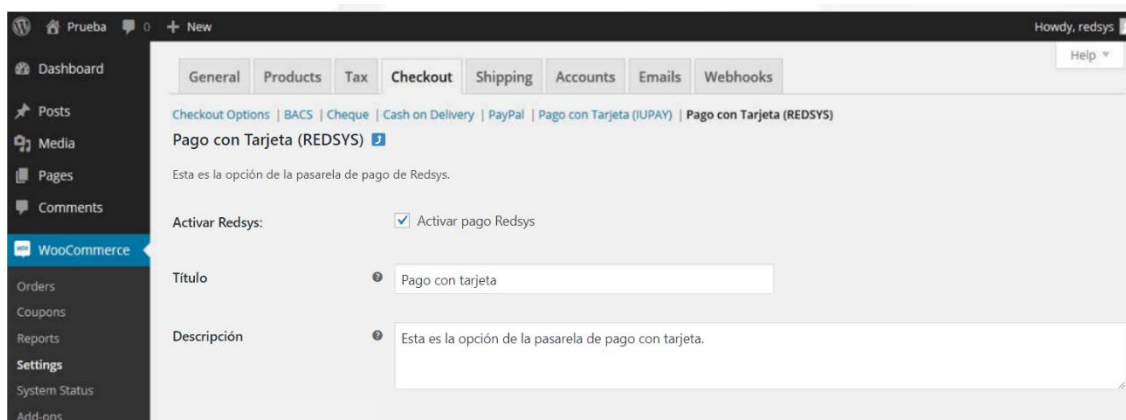 Prueba 0 + New Howdy, redsys
Help
Dashboard
Posts
Media
Pages
Comments
WooCommerce
Orders
Coupons
Reports
Settings
System Status
Add-ons
General Products Tax Checkout Shipping Accounts Emails Webhooks
Checkout Options | BACS | Cheque | Cash on Delivery | PayPal | Pago con Tarjeta (IUPAY) | Pago con Tarjeta (REDSYS)
Pago con Tarjeta (REDSYS)
Esta es la opción de la pasarela de pago de Redsys.
Activar Redsys: Activar pago Redsys
Título Pago con tarjeta
Descripción Esta es la opción de la pasarela de pago con tarjeta.